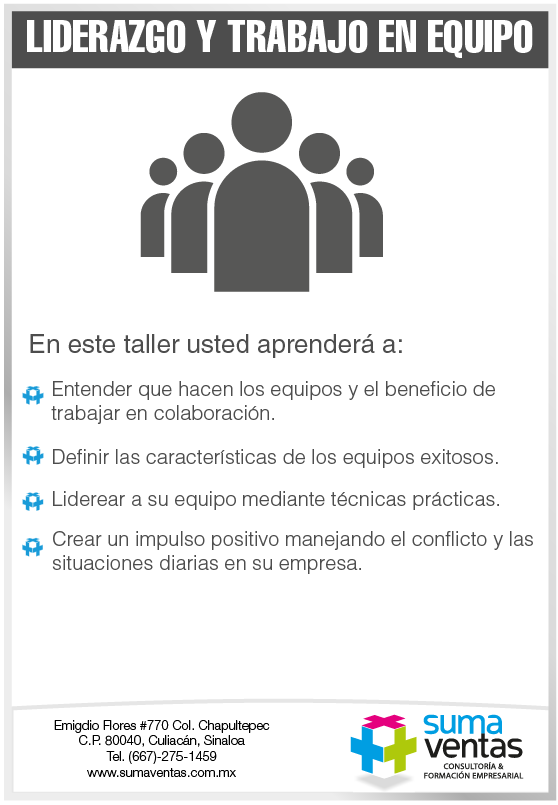 LIDERAZGO Y TRABAJO EN EQUIPO
En este taller usted aprenderá a:
Entender que hacen los equipos y el beneficio de
trabajar en colaboración.
Definir las características de los equipos exitosos.
Liderear a su equipo mediante técnicas prácticas.
Crear un impulso positivo manejando el conflicto y las
situaciones diarias en su empresa.
Emigdio Flores #770 Col. Chapultepec
C.P. 80040, Culiacán, Sinaloa
Tel. (667)-275-1459
www.sumaventas.com.mx
suma
ventas
CONSULTORÍA &
FORMACIÓN EMPRESARIAL